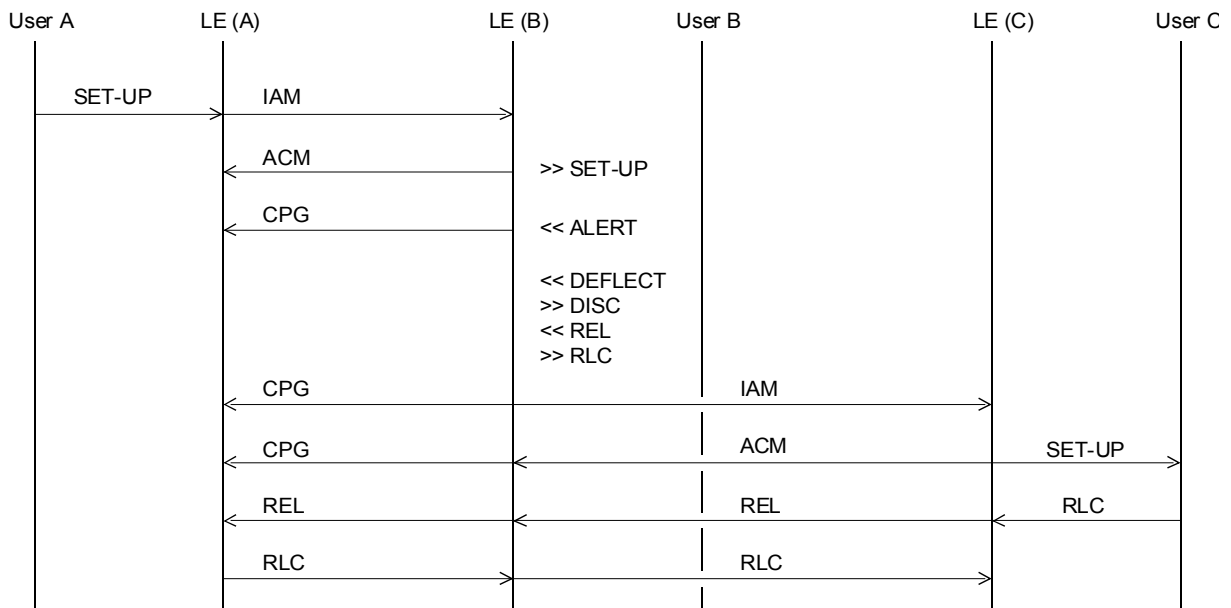 User A LE (A) LE (B) User B LE (C) User C
SET-UP IAM
ACM >> SET-UP
CPG << ALERT
<< DEFLECT
>> DISC
<< REL
>> RLC
CPG IAM
CPG ACM SET-UP
REL REL RLC
RLC RLC